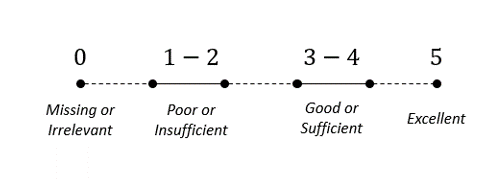 0 1 – 2 3 – 4 5
Missing or
Irrelevant
Poor or
Insufficient
Good or
Sufficient
Excellent